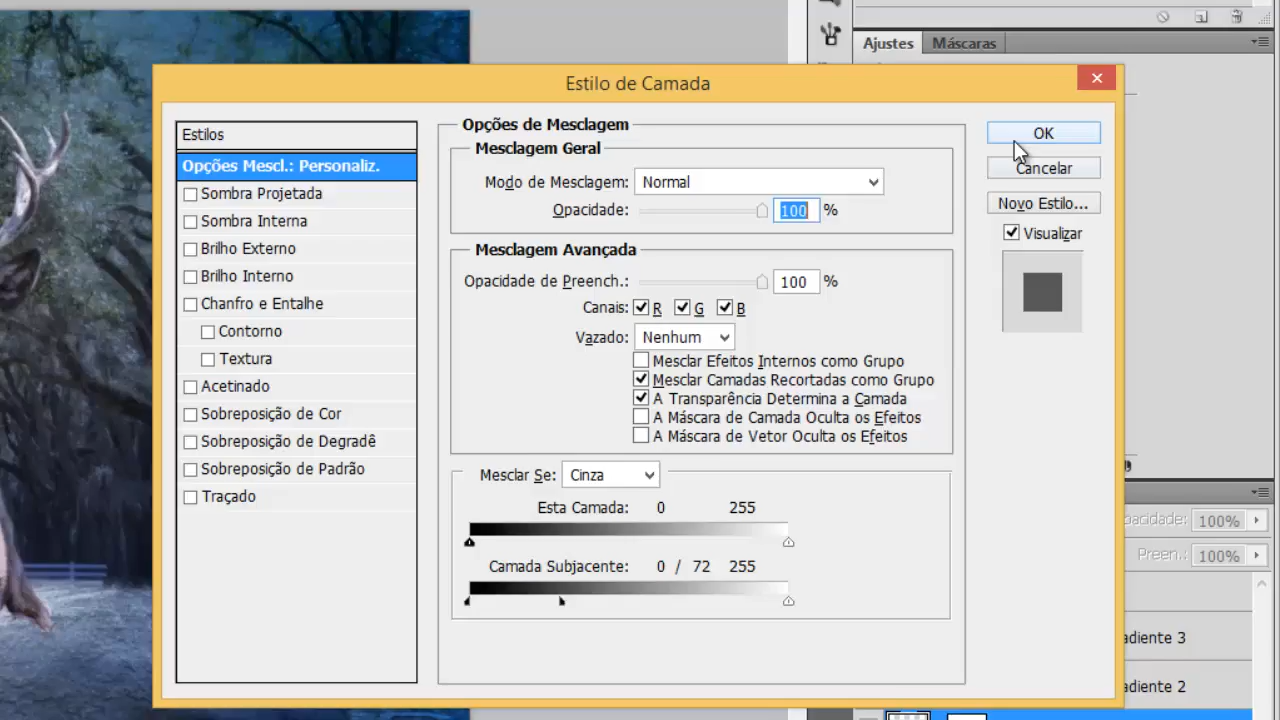 Ajustes Máscaras
Estilo de Camada
Estilos
Opções Mescl.: Personaliz.
Sombra Projetada
Sombra Interna
Brilho Externo
Brilho Interno
Chanfro e Entalhe
Contorno
Textura
Acetinado
Sobreposição de Cor
Sobreposição de Degradê
Sobreposição de Padrão
Traçado
Opções de Mesclagem
Mesclagem Geral
Modo de Mesclagem: Normal
Opacidade: 100 %
Mesclagem Avançada
Opacidade de Preench.: 100 %
Canais: R G B
Vazado: Nenhum
Mesclar Efeitos Internos como Grupo
Mesclar Camadas Recortadas como Grupo
A Transparência Determina a Camada
A Máscara de Camada Oculta os Efeitos
A Máscara de Vetor Oculta os Efeitos
Mesclar Se: Cinza
Esta Camada: 0 255
Camada Subjacente: 0 / 72 255
OK
Cancelar
Novo Estilo...
Visualizar
pacidade: 100%
Preen.: 100%
adiente 3
adiente 2